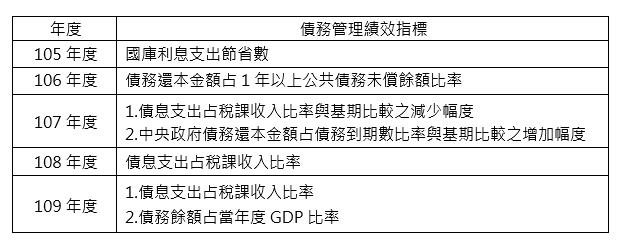 年度 債務管理績效指標
105 年度 國庫利息支出節省數
106 年度 債務還本金額占 1 年以上公共債務未償餘額比率
107 年度 1.債息支出占稅課收入比率與基期比較之減少幅度
2.中央政府債務還本金額占債務到期數比率與基期比較之增加幅度
108 年度 債息支出占稅課收入比率
109 年度 1.債息支出占稅課收入比率
2.債務餘額占當年度 GDP 比率